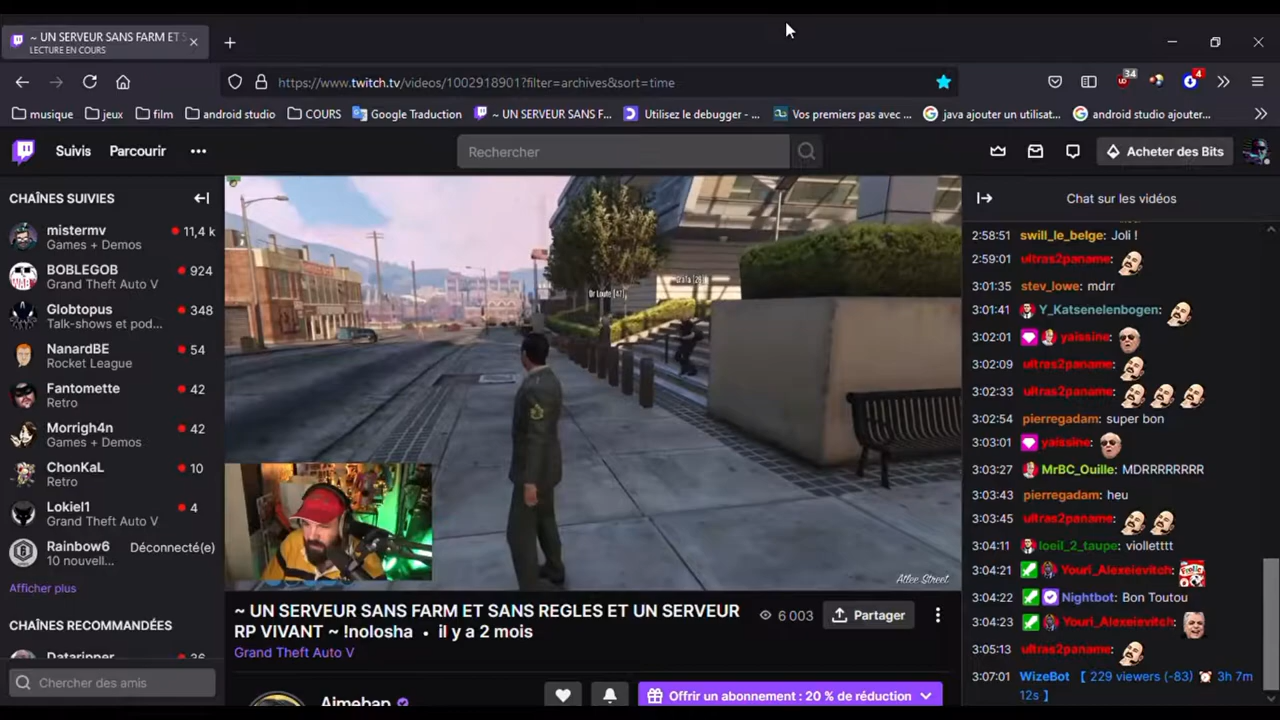 ~ UN SERVEUR SANS FARM ET S
LECTURE EN COURS
https://www.twitch.tv/videos/1002918901?filter=archives&sort=time
34
4
musique
jeux
film
android studio
COURS
Google Traduction
~ UN SERVEUR SANS F...
Utilisez le debugger - ...
Vos premiers pas avec ...
java ajouter un utilisat...
android studio ajouter...
Suivis
Parcourir
Rechercher
Acheter des Bits
CHAÎNES SUIVIES
mistermv
11,4 k
Games + Demos
BOBLEGOB
924
Grand Theft Auto V
Globtopus
348
Talk-shows et pod...
NanardBE
54
Rocket League
Fantomette
42
Retro
Morrigh4n
42
Games + Demos
ChonKaL
10
Retro
Lokiel1
4
Grand Theft Auto V
Rainbow6
Déconnecté(e)
10 nouvell...
Afficher plus
CHAÎNES RECOMMANDÉES
Dataripper
36
Chercher des amis
Dr Loute [47]
Altee Street
~ UN SERVEUR SANS FARM ET SANS REGLES ET UN SERVEUR
RP VIVANT ~ !nolosha • il y a 2 mois
Grand Theft Auto V
6 003
Partager
Aimeban
Offrir un abonnement : 20 % de réduction
Chat sur les vidéos
2:58:51 swill_le_belge: Joli !
2:59:01 ultras2paname:
3:01:35 stev_lowe: mdrr
3:01:41 Y_Katsenelenbogen:
3:02:01 yaissine:
3:02:09 ultras2paname:
3:02:33 ultras2paname:
3:02:54 pierregadam: super bon
3:03:01 yaissine:
3:03:27 MrBC_Ouille: MDRRRRRRRR
3:03:43 pierregadam: heu
3:03:45 ultras2paname:
3:04:11 loeil_2_taupe: viollettt
3:04:21 Youri_Alexeievitch:
3:04:22 Nightbot: Bon Toutou
3:04:23 Youri_Alexeievitch:
3:05:13 ultras2paname:
3:07:01 WizeBot [ 229 viewers (-83) 3h 7m
12s ]